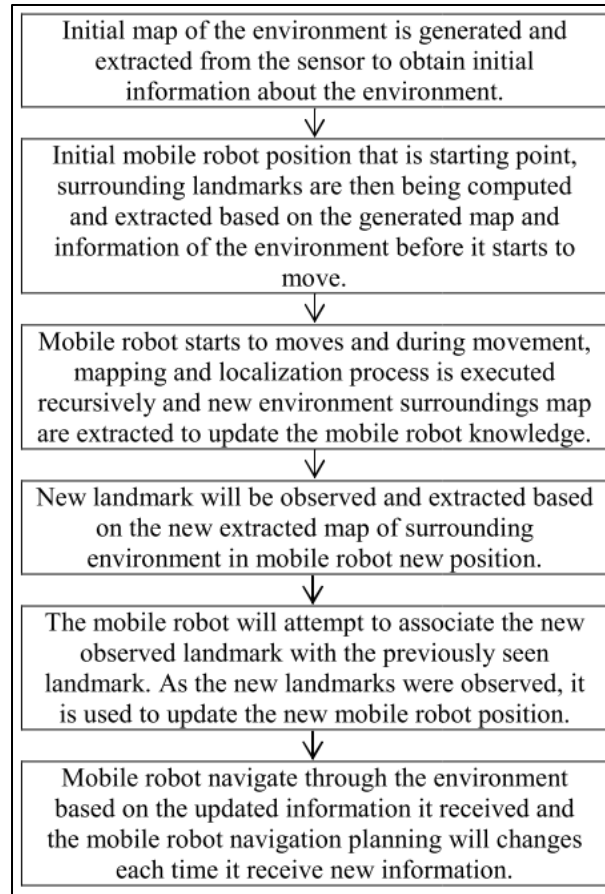 Initial map of the environment is generated and
extracted from the sensor to obtain initial
information about the environment.
Initial mobile robot position that is starting point,
surrounding landmarks are then being computed
and extracted based on the generated map and
information of the environment before it starts to
move.
Mobile robot starts to moves and during movement,
mapping and localization process is executed
recursively and new environment surroundings map
are extracted to update the mobile robot knowledge.
New landmark will be observed and extracted based
on the new extracted map of surrounding
environment in mobile robot new position.
The mobile robot will attempt to associate the new
observed landmark with the previously seen
landmark. As the new landmarks were observed, it
is used to update the new mobile robot position.
Mobile robot navigate through the environment
based on the updated information it received and
the mobile robot navigation planning will changes
each time it receive new information.